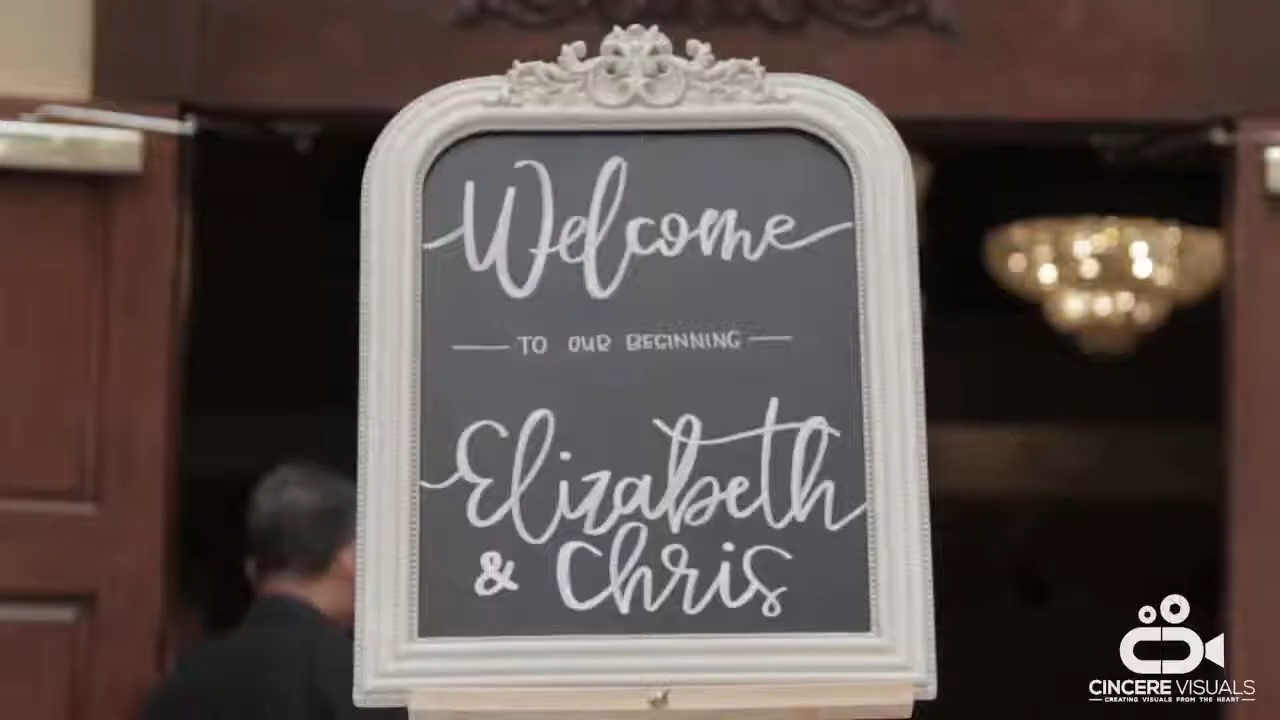 Welcome
TO OUR BEGINNING
Elizabeth
& Chris
CINCERE VISUALS
CREATING VISUALS FROM THE HEART